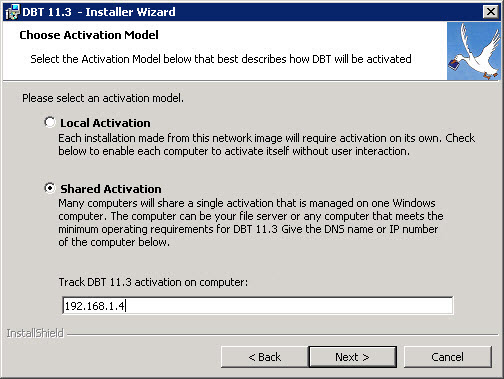 DBT 11.3 - Installer Wizard
Choose Activation Model
Select the Activation Model below that best describes how DBT will be activated
Please select an activation model.
Local Activation
Each installation made from this network image will require activation on its own. Check
below to enable each computer to activate itself without user interaction.
Shared Activation
Many computers will share a single activation that is managed on one Windows
computer. The computer can be your file server or any computer that meets the
minimum operating requirements for DBT 11.3 Give the DNS name or IP number
of the computer below.
Track DBT 11.3 activation on computer:
192.168.1.4
InstallShield
< Back
Next >
Cancel